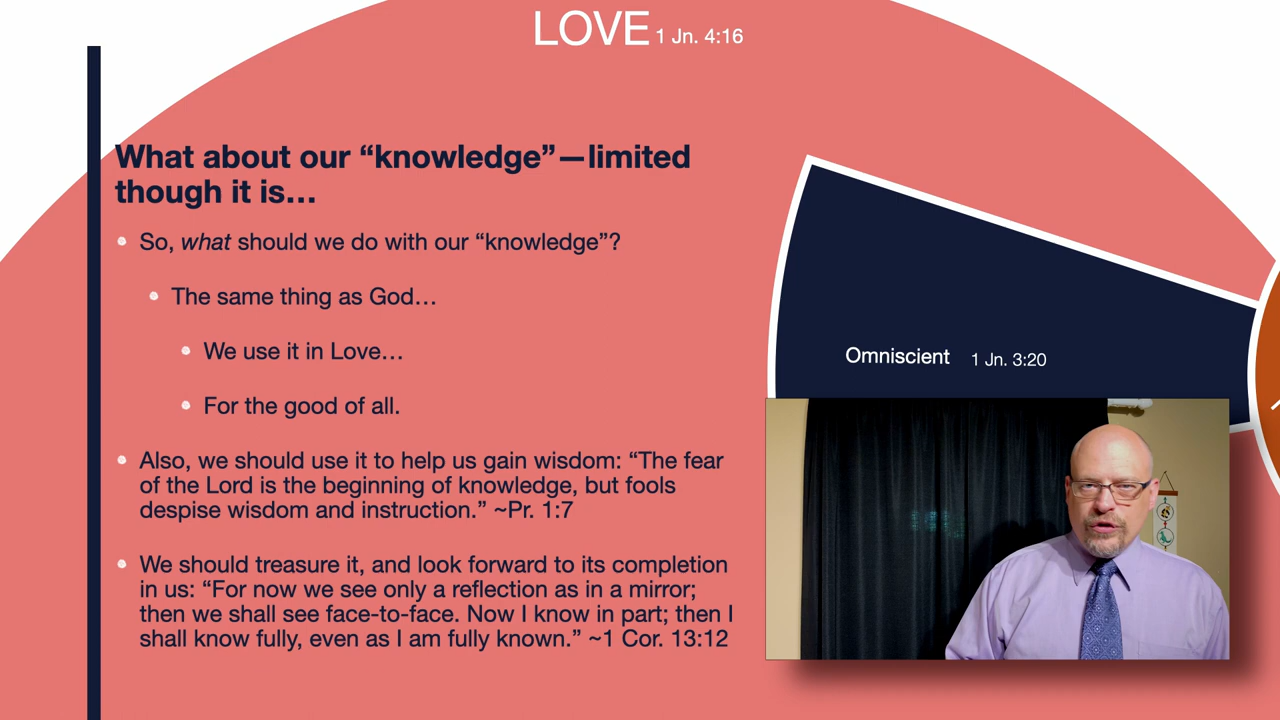 LOVE 1 Jn. 4:16
What about our “knowledge”—limited
though it is…
So, what should we do with our “knowledge”?
The same thing as God…
We use it in Love…
For the good of all.
Also, we should use it to help us gain wisdom: “The fear
of the Lord is the beginning of knowledge, but fools
despise wisdom and instruction.” ~Pr. 1:7
We should treasure it, and look forward to its completion
in us: “For now we see only a reflection as in a mirror;
then we shall see face-to-face. Now I know in part; then I
shall know fully, even as I am fully known.” ~1 Cor. 13:12
Omniscient 1 Jn. 3:20